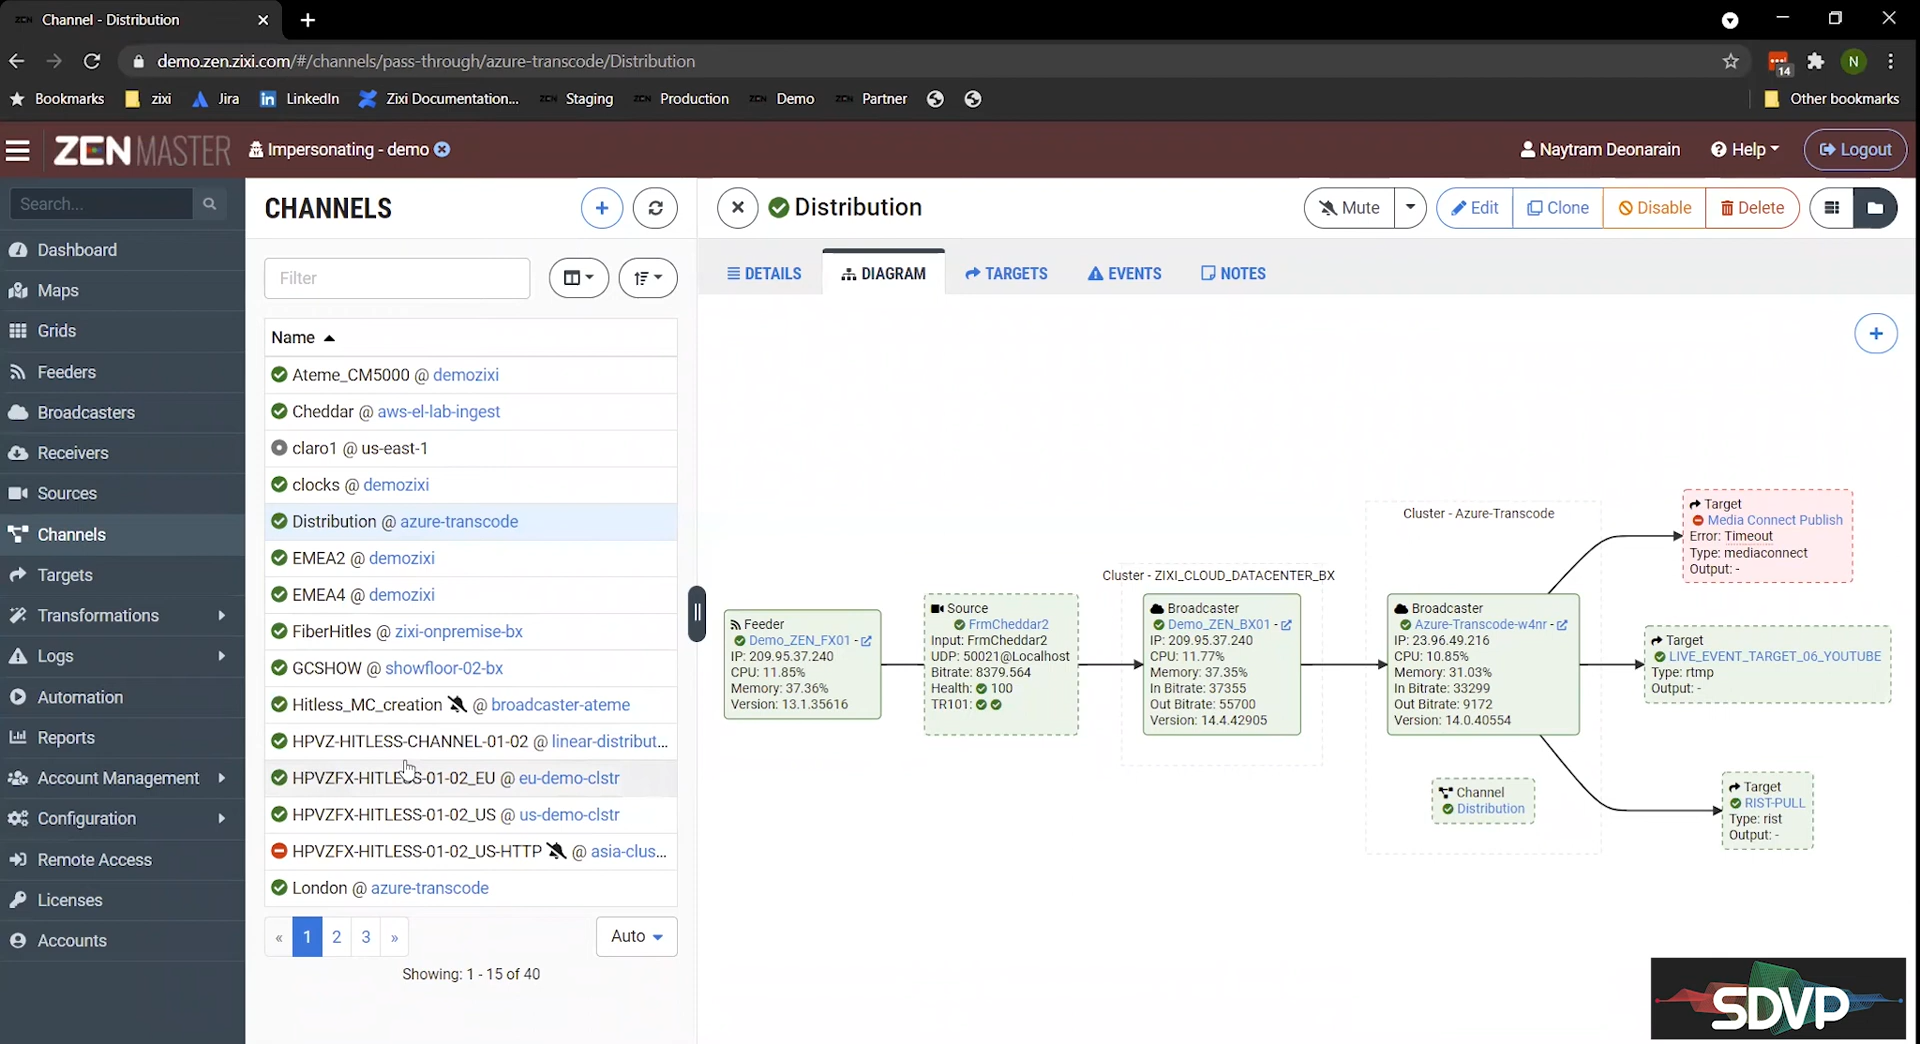 Channel - Distribution
demo.zen.zixi.com/#/channels/pass-through/azure-transcode/Distribution
14
N
Bookmarks
zixi
Jira
LinkedIn
Zixi Documentation...
Staging
Production
Demo
Partner
Other bookmarks
ZEN MASTER
Impersonating - demo
Naytram Deonarain
Help
Logout
Search...
Dashboard
Maps
Grids
Feeders
Broadcasters
Receivers
Sources
Channels
Targets
Transformations
Logs
Automation
Reports
Account Management
Configuration
Remote Access
Licenses
Accounts
CHANNELS
Filter
Name
Ateme_CM5000 @ demozixi
Cheddar @ aws-el-lab-ingest
claro1 @ us-east-1
clocks @ demozixi
Distribution @ azure-transcode
EMEA2 @ demozixi
EMEA4 @ demozixi
FiberHitles @ zixi-onpremise-bx
GCSHOW @ showfloor-02-bx
Hitless_MC_creation @ broadcaster-ateme
HPVZ-HITLESS-CHANNEL-01-02 @ linear-distribut...
HPVZFX-HITLESS-01-02_EU @ eu-demo-clstr
HPVZFX-HITLESS-01-02_US @ us-demo-clstr
HPVZFX-HITLESS-01-02_US-HTTP @ asia-clus...
London @ azure-transcode
« 1 2 3 »
Auto
Showing: 1 - 15 of 40
Distribution
Mute
Edit
Clone
Disable
Delete
DETAILS
DIAGRAM
TARGETS
EVENTS
NOTES
Feeder
Demo_ZEN_FX01 -
IP: 209.95.37.240
CPU: 11.85%
Memory: 37.36%
Version: 13.1.35616
Source
FrmCheddar2
Input: FrmCheddar2
UDP: 50021@Localhost
Bitrate: 8379.564
Health: 100
TR101:
Cluster - ZIXI_CLOUD_DATACENTER_BX
Broadcaster
Demo_ZEN_BX01 -
IP: 209.95.37.240
CPU: 11.77%
Memory: 37.35%
In Bitrate: 37355
Out Bitrate: 55700
Version: 14.4.42905
Cluster - Azure-Transcode
Broadcaster
Azure-Transcode-w4nr -
IP: 23.96.49.216
CPU: 10.85%
Memory: 31.03%
In Bitrate: 33299
Out Bitrate: 9172
Version: 14.0.40554
Channel
Distribution
Target
Media Connect Publish
Error: Timeout
Type: mediaconnect
Output: -
Target
LIVE_EVENT_TARGET_06_YOUTUBE
Type: rtmp
Output: -
Target
RIST-PULL
Type: rist
Output: -
SDVP